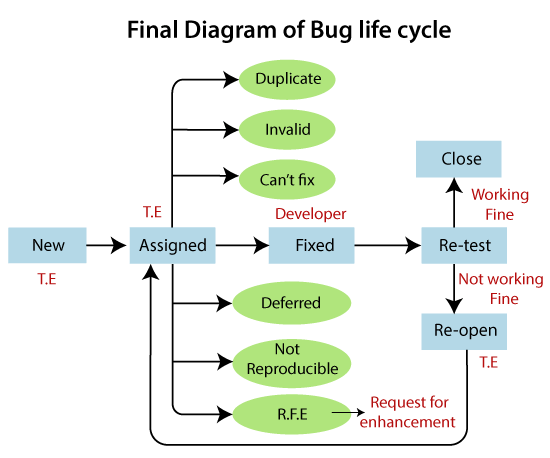 Final Diagram of Bug life cycle
Duplicate
Invalid
Can't fix
Close
T.E
Developer
Working
Fine
New
Assigned
Fixed
Re-test
T.E
Not working
Fine
Deferred
Re-open
Not
Reproducible
T.E
R.F.E
Request for
enhancement